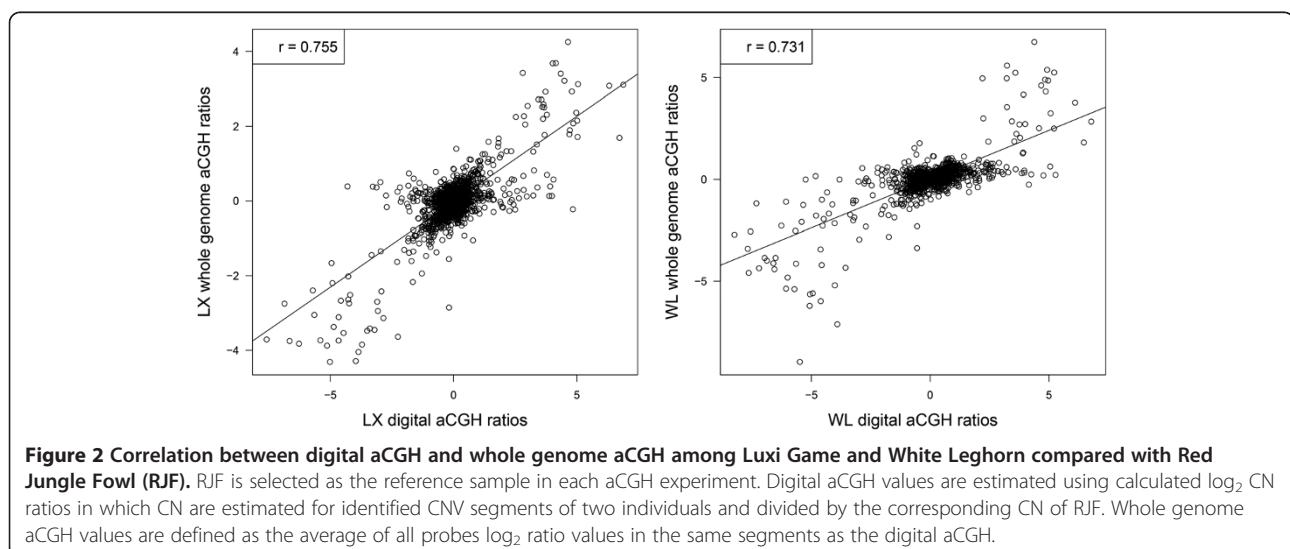 r = 0.755
4
2
0
−2
−4
−5
0
5
LX whole genome aCGH ratios
LX digital aCGH ratios
r = 0.731
5
0
−5
−5
0
5
WL whole genome aCGH ratios
WL digital aCGH ratios
Figure 2 Correlation between digital aCGH and whole genome aCGH among Luxi Game and White Leghorn compared with Red
Jungle Fowl (RJF). RJF is selected as the reference sample in each aCGH experiment. Digital aCGH values are estimated using calculated log₂ CN
ratios in which CN are estimated for identified CNV segments of two individuals and divided by the corresponding CN of RJF. Whole genome
aCGH values are defined as the average of all probes log₂ ratio values in the same segments as the digital aCGH.